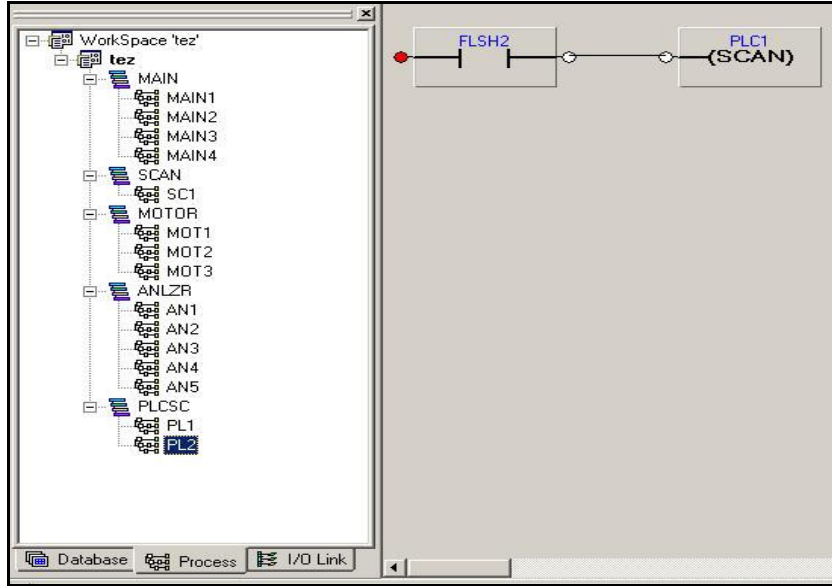 WorkSpace 'tez'
tez
MAIN
MAIN1
MAIN2
MAIN3
MAIN4
SCAN
SC1
MOTOR
MOT1
MOT2
MOT3
ANLZR
AN1
AN2
AN3
AN4
AN5
PLCSC
PL1
PL2
Database Process I/O Link
FLSH2 PLC1
(SCAN)